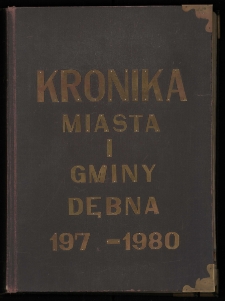 KRONIKA
MIASTA
I
GMINY
DĘBNA
197 -1980